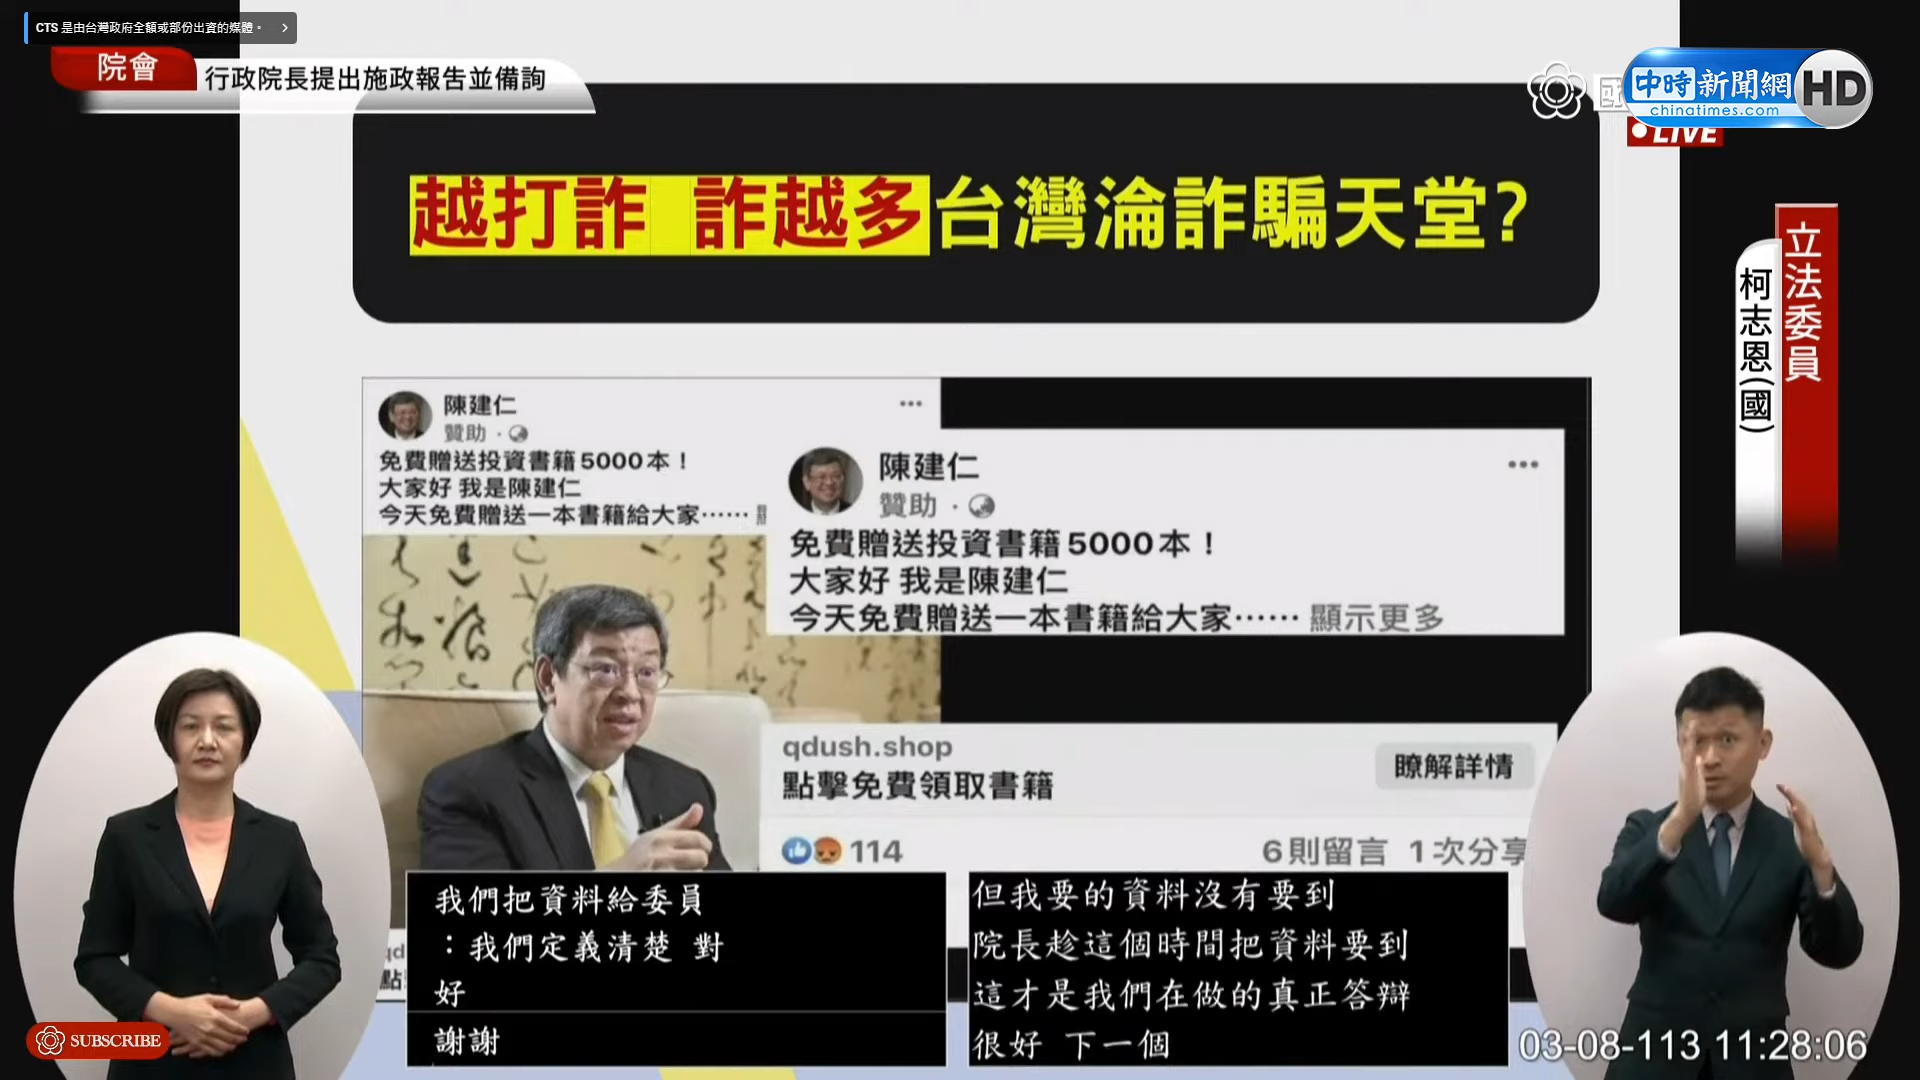 CTS 是由台灣政府全額或部份出資的媒體。
院會
行政院長提出施政報告並備詢
中時新聞網 HD
chinatimes.com
LIVE
越打詐 詐越多台灣淪詐騙天堂?
立法委員
柯志恩(國)
陳建仁
贊助
免費贈送投資書籍5000本！
大家好 我是陳建仁
今天免費贈送一本書籍給大家⋯⋯
陳建仁
贊助
免費贈送投資書籍5000本！
大家好 我是陳建仁
今天免費贈送一本書籍給大家⋯⋯ 顯示更多
qdush.shop
點擊免費領取書籍
瞭解詳情
114
6則留言 1次分享
我們把資料給委員
：我們定義清楚 對
好
謝謝
但我要的資料沒有要到
院長趁這個時間把資料要到
這才是我們在做的真正答辯
很好 下一個
SUBSCRIBE
03-08-113 11:28:06